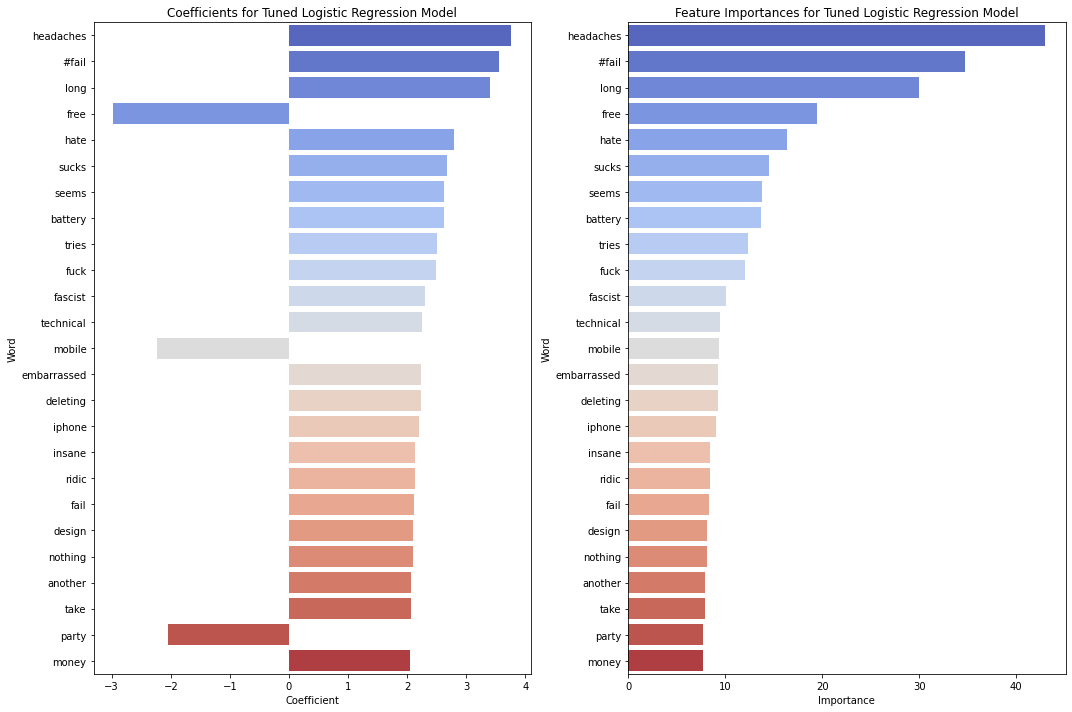 Coefficients for Tuned Logistic Regression Model
headaches
#fail
long
free
hate
sucks
seems
battery
tries
fuck
fascist
technical
mobile
embarrassed
deleting
iphone
insane
ridic
fail
design
nothing
another
take
party
money
Word
−3 −2 −1 0 1 2 3 4
Coefficient
Feature Importances for Tuned Logistic Regression Model
headaches
#fail
long
free
hate
sucks
seems
battery
tries
fuck
fascist
technical
mobile
embarrassed
deleting
iphone
insane
ridic
fail
design
nothing
another
take
party
money
Word
0 10 20 30 40
Importance